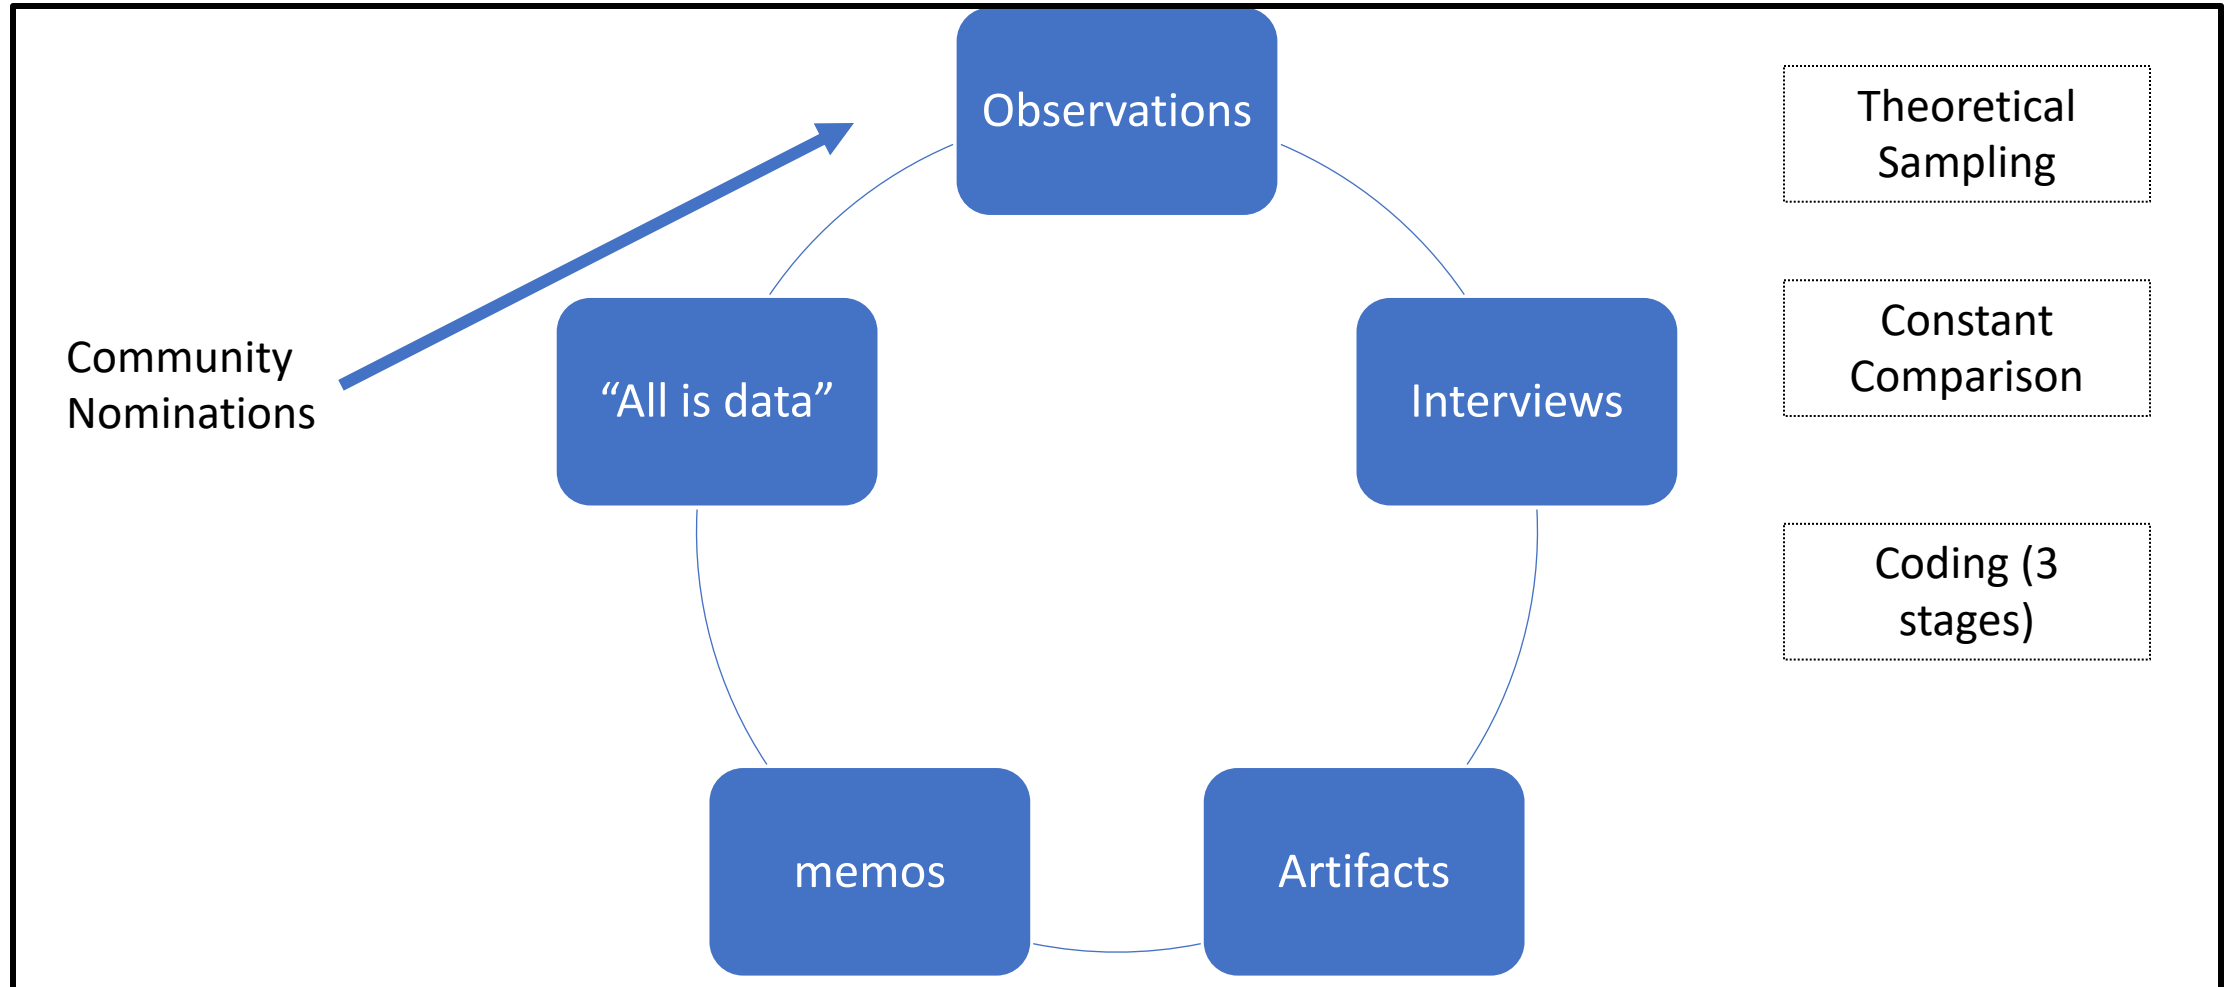 Observations
Theoretical
Sampling
Community
Nominations
“All is data”
Interviews
Constant
Comparison
Coding (3
stages)
memos
Artifacts